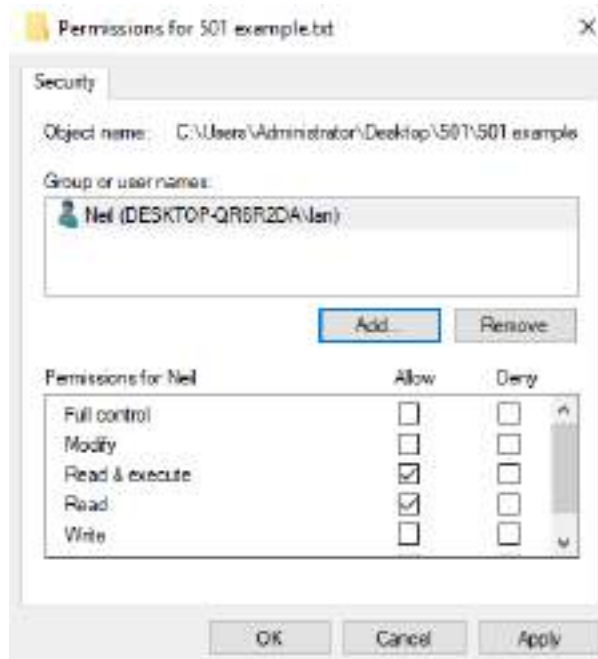 Permissions for 501 example.txt
Security
Object name: C:\Users\Administrator\Desktop\501\501 example
Group or user names:
Neil (DESKTOP-QR6R2DA\Ian)
Add...
Remove
Permissions for Neil Allow Deny
Full control
Modify
Read & execute
Read
Write
OK Cancel Apply